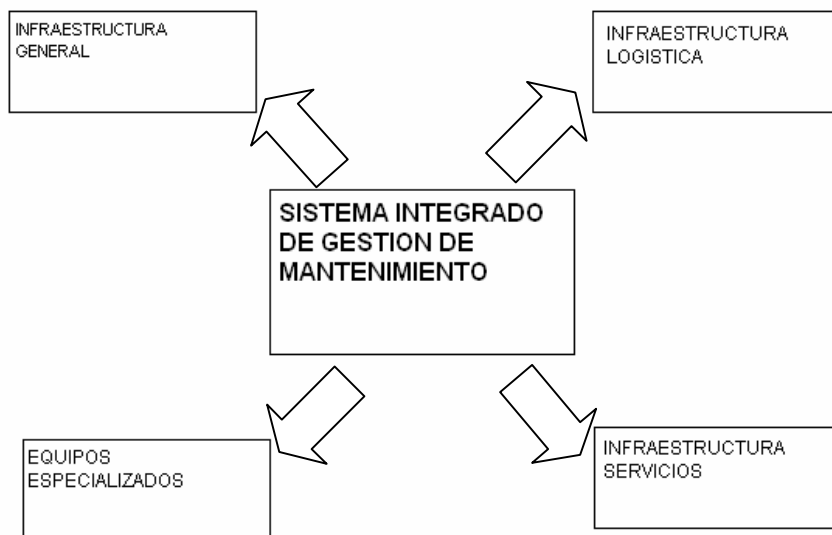 INFRAESTRUCTURA
GENERAL
INFRAESTRUCTURA
LOGISTICA
SISTEMA INTEGRADO
DE GESTION DE
MANTENIMIENTO
EQUIPOS
ESPECIALIZADOS
INFRAESTRUCTURA
SERVICIOS